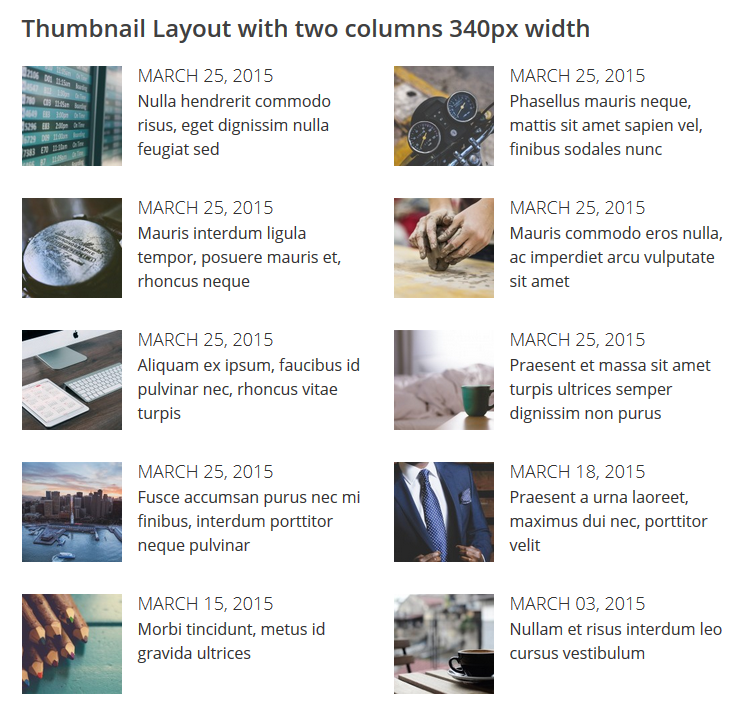 Thumbnail Layout with two columns 340px width
MARCH 25, 2015
Nulla hendrerit commodo
risus, eget dignissim nulla
feugiat sed
MARCH 25, 2015
Phasellus mauris neque,
mattis sit amet sapien vel,
finibus sodales nunc
MARCH 25, 2015
Mauris interdum ligula
tempor, posuere mauris et,
rhoncus neque
MARCH 25, 2015
Mauris commodo eros nulla,
ac imperdiet arcu vulputate
sit amet
MARCH 25, 2015
Aliquam ex ipsum, faucibus id
pulvinar nec, rhoncus vitae
turpis
MARCH 25, 2015
Praesent et massa sit amet
turpis ultrices semper
dignissim non purus
MARCH 25, 2015
Fusce accumsan purus nec mi
finibus, interdum porttitor
neque pulvinar
MARCH 18, 2015
Praesent a urna laoreet,
maximus dui nec, porttitor
velit
MARCH 15, 2015
Morbi tincidunt, metus id
gravida ultrices
MARCH 03, 2015
Nullam et risus interdum leo
cursus vestibulum